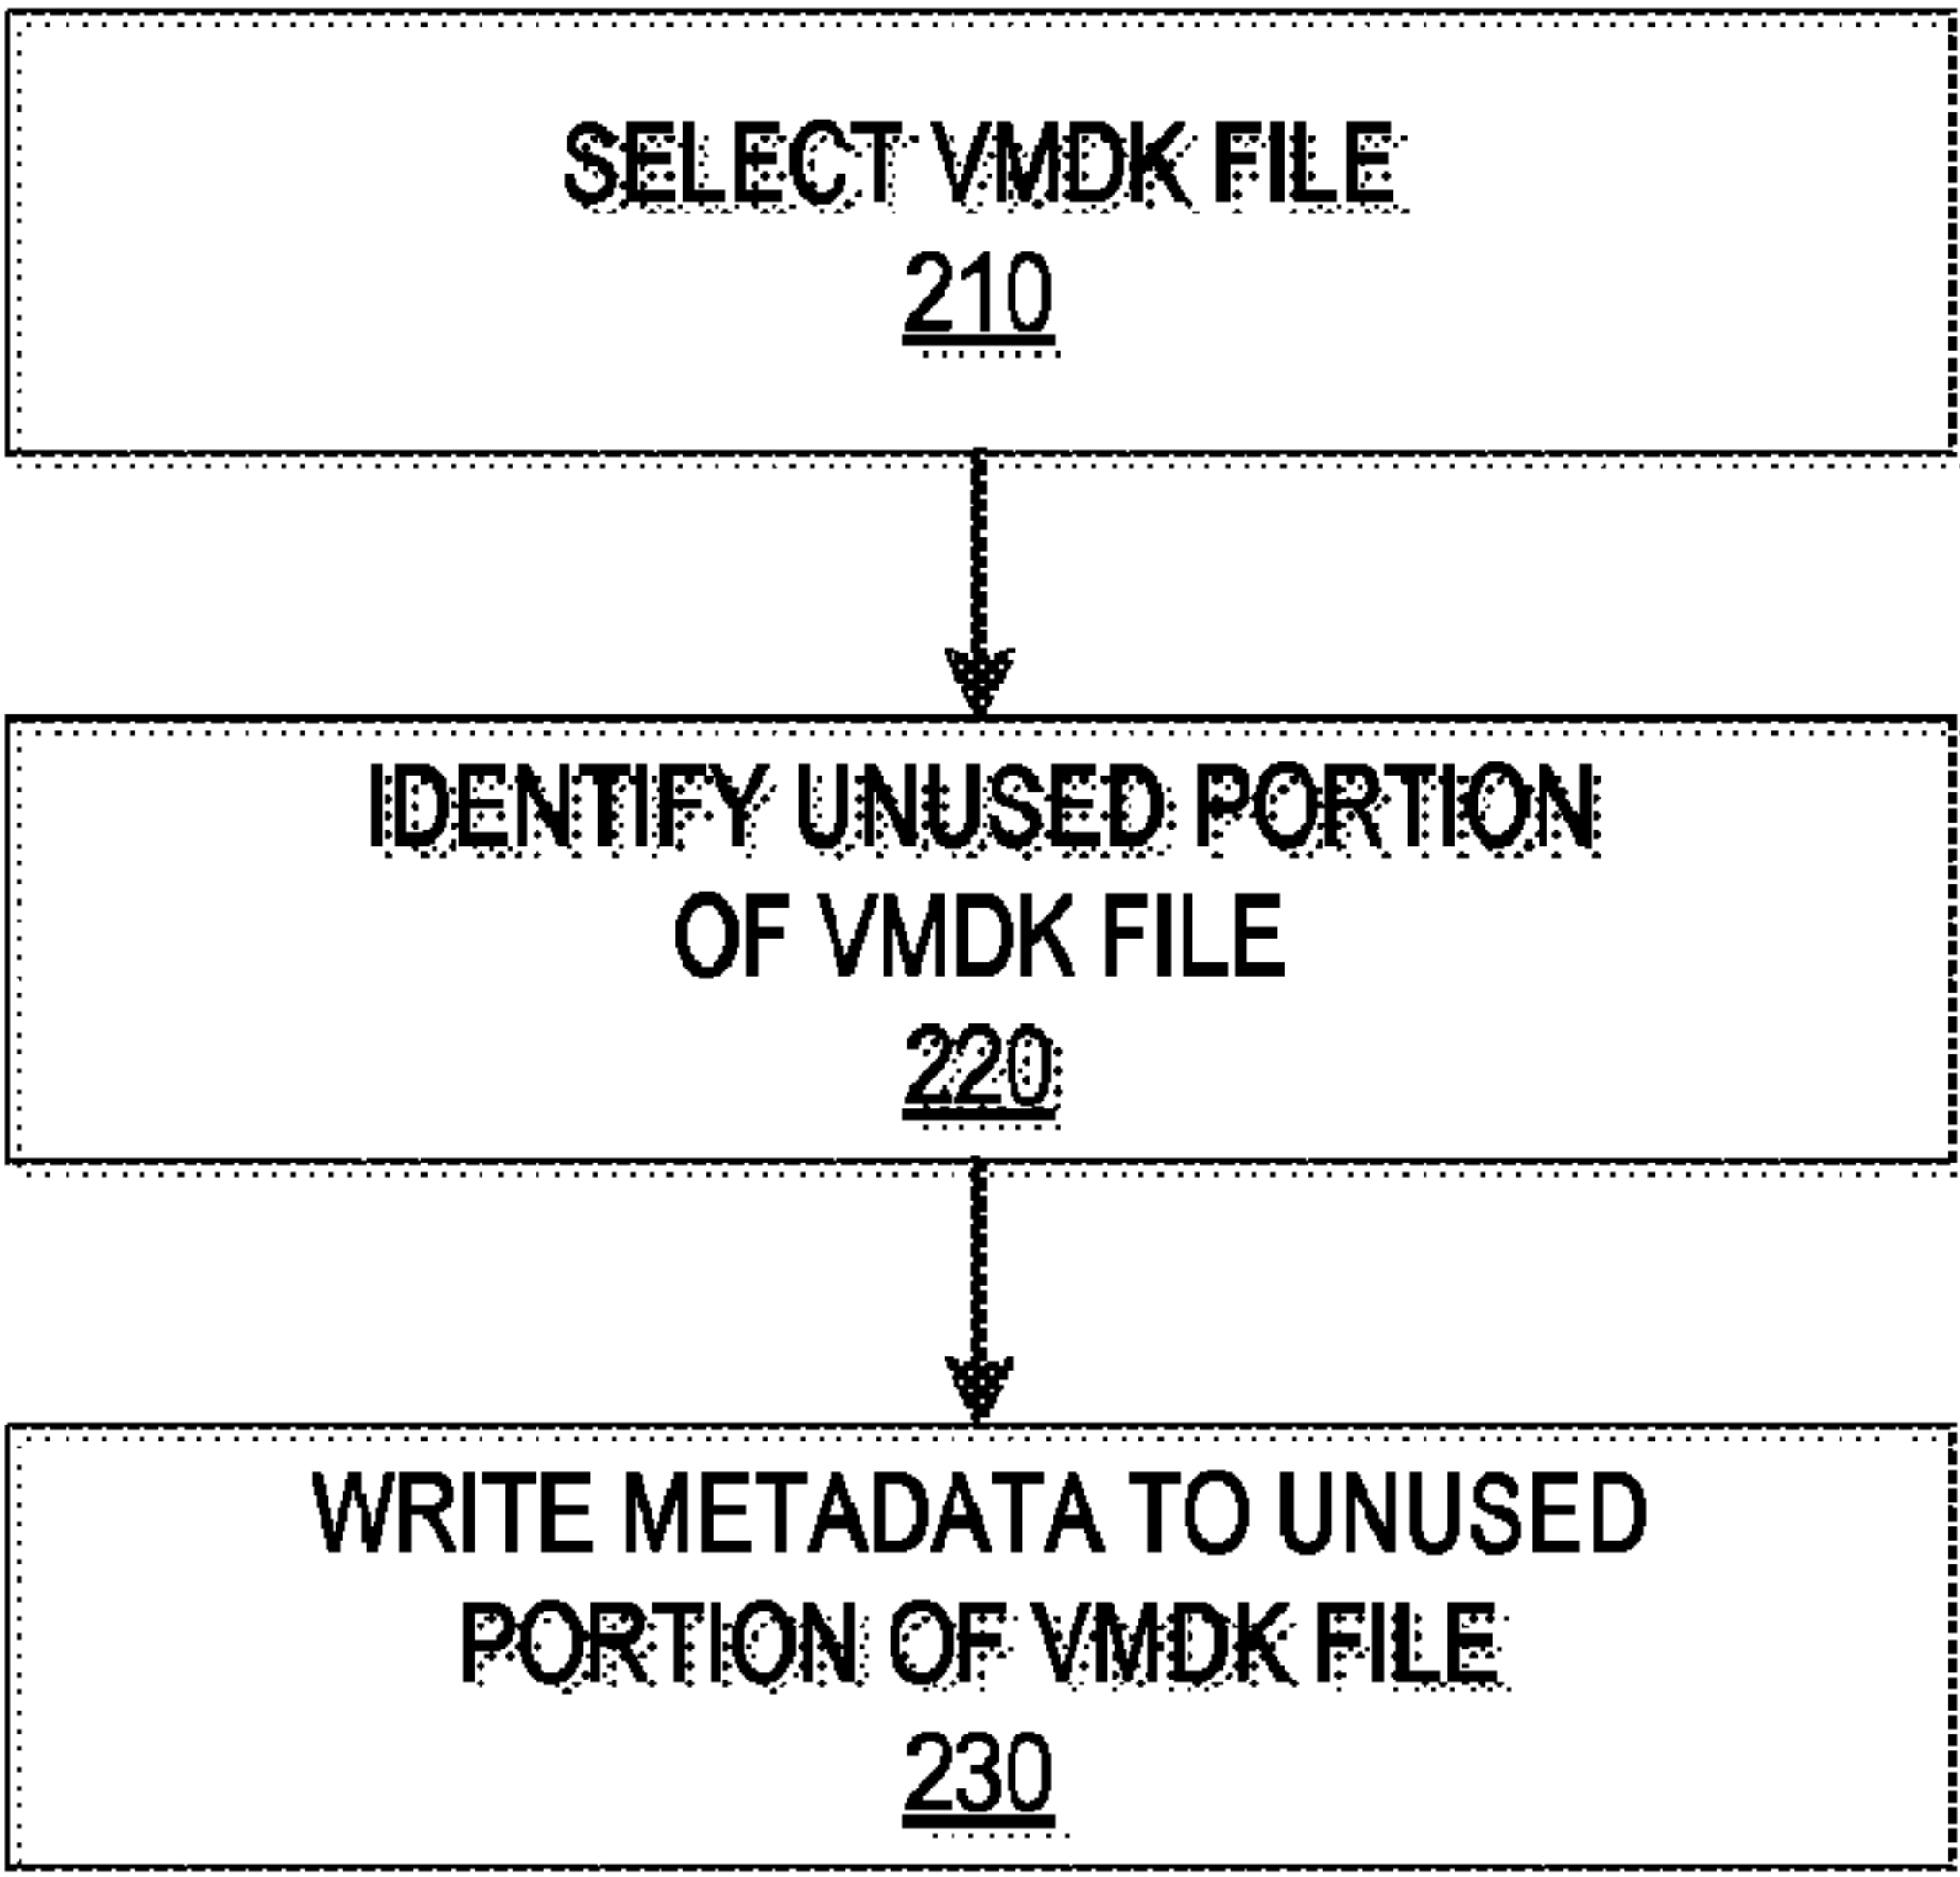 SELECT VMDK FILE
210
IDENTIFY UNUSED PORTION
OF VMDK FILE
220
WRITE METADATA TO UNUSED
PORTION OF VMDK FILE
230